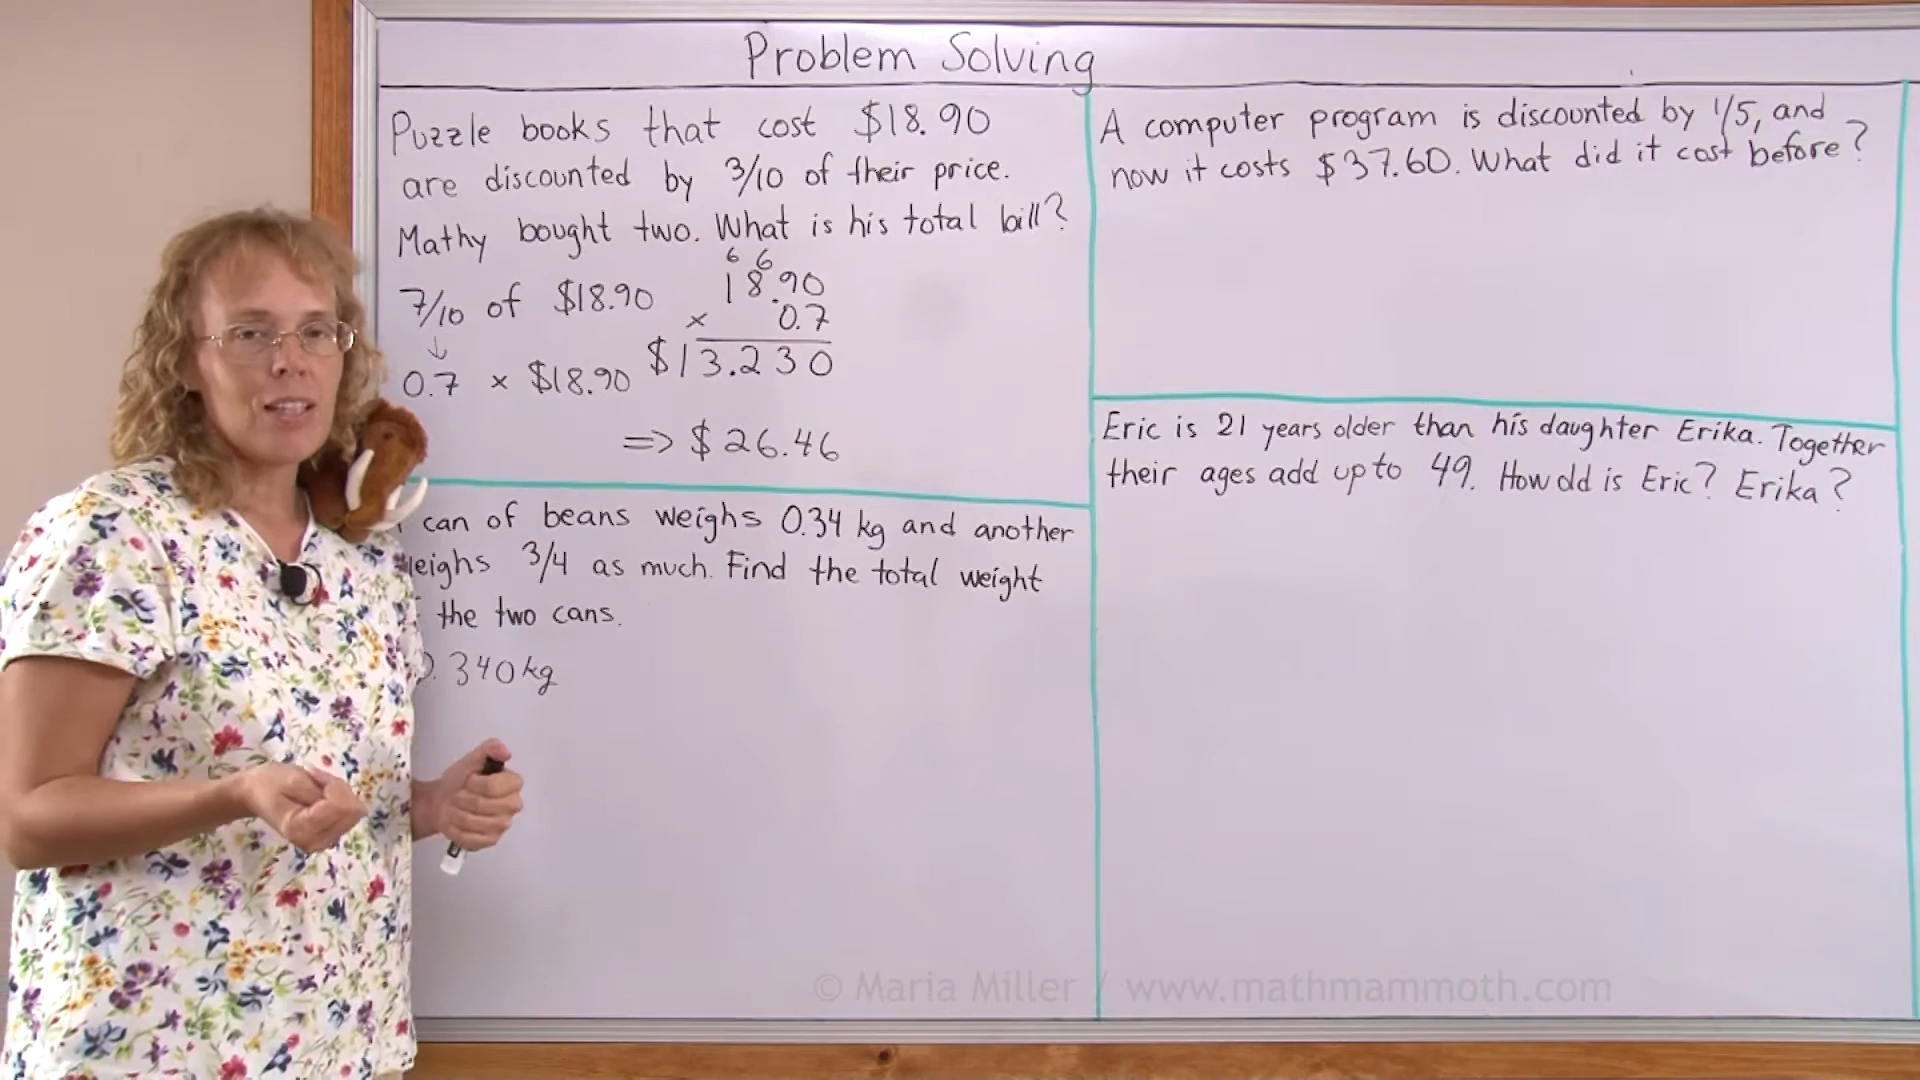 Problem Solving
Puzzle books that cost $18.90
are discounted by 3/10 of their price.
Mathy bought two. What is his total bill?
7/10 of $18.90
0.7 × $18.90
6 6
18.90
× 0.7
$13.230
=> $26.46
can of beans weighs 0.34 kg and another
weighs 3/4 as much. Find the total weight
the two cans.
0.340 kg
A computer program is discounted by 1/5, and
now it costs $37.60. What did it cost before?
Eric is 21 years older than his daughter Erika. Together
their ages add up to 49. How old is Eric? Erika?
© Maria Miller / www.mathmammoth.com